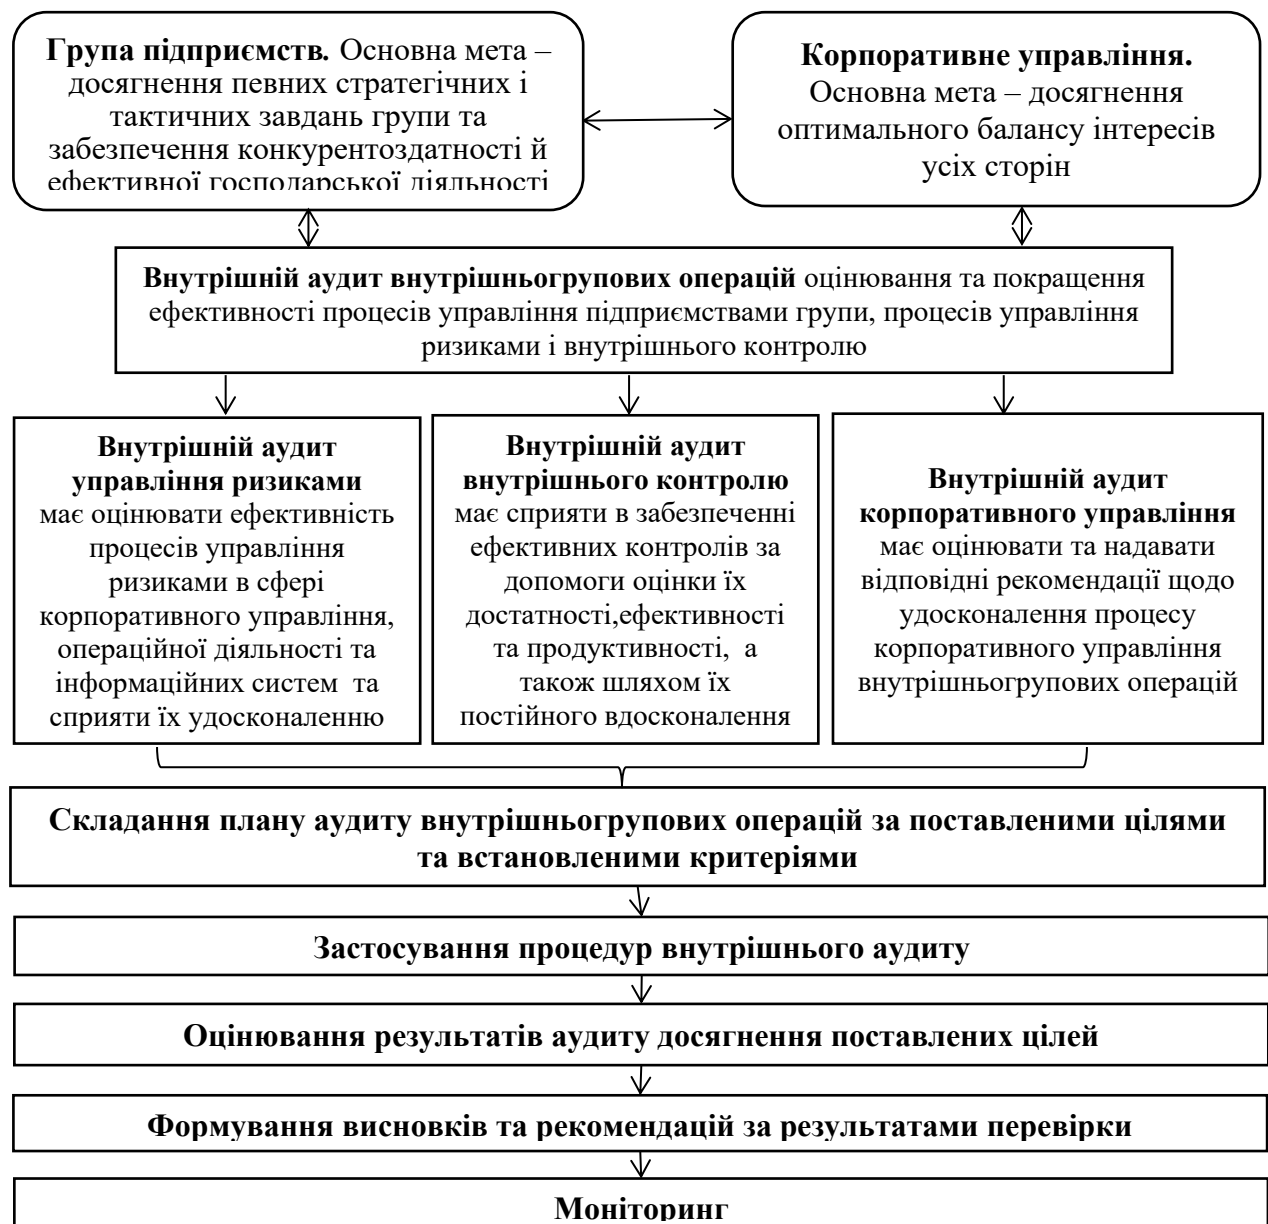 Група підприємств. Основна мета –
досягнення певних стратегічних і
тактичних завдань групи та
забезпечення конкурентоздатності й
ефективної господарської діяльності
Корпоративне управління.
Основна мета – досягнення
оптимального балансу інтересів
усіх сторін
Внутрішній аудит внутрішньогрупових операцій оцінювання та покращення
ефективності процесів управління підприємствами групи, процесів управління
ризиками і внутрішнього контролю
Внутрішній аудит
управління ризиками
має оцінювати ефективність
процесів управління
ризиками в сфері
корпоративного управління,
операційної діяльності та
інформаційних систем та
сприяти їх удосконаленню
Внутрішній аудит
внутрішнього контролю
має сприяти в забезпеченні
ефективних контролів за
допомоги оцінки їх
достатності,ефективності
та продуктивності, а
також шляхом їх
постійного вдосконалення
Внутрішній аудит
корпоративного управління
має оцінювати та надавати
відповідні рекомендації щодо
удосконалення процесу
корпоративного управління
внутрішньогрупових операцій
Складання плану аудиту внутрішньогрупових операцій за поставленими цілями
та встановленими критеріями
Застосування процедур внутрішнього аудиту
Оцінювання результатів аудиту досягнення поставлених цілей
Формування висновків та рекомендацій за результатами перевірки
Моніторинг